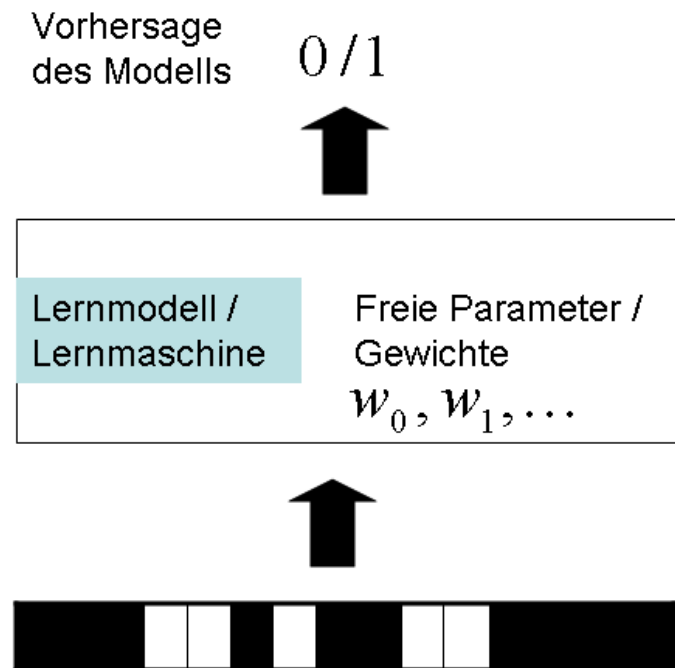 Vorhersage
des Modells 0/1
Lernmodell /
Lernmaschine
Freie Parameter /
Gewichte
w₀, w₁, ...